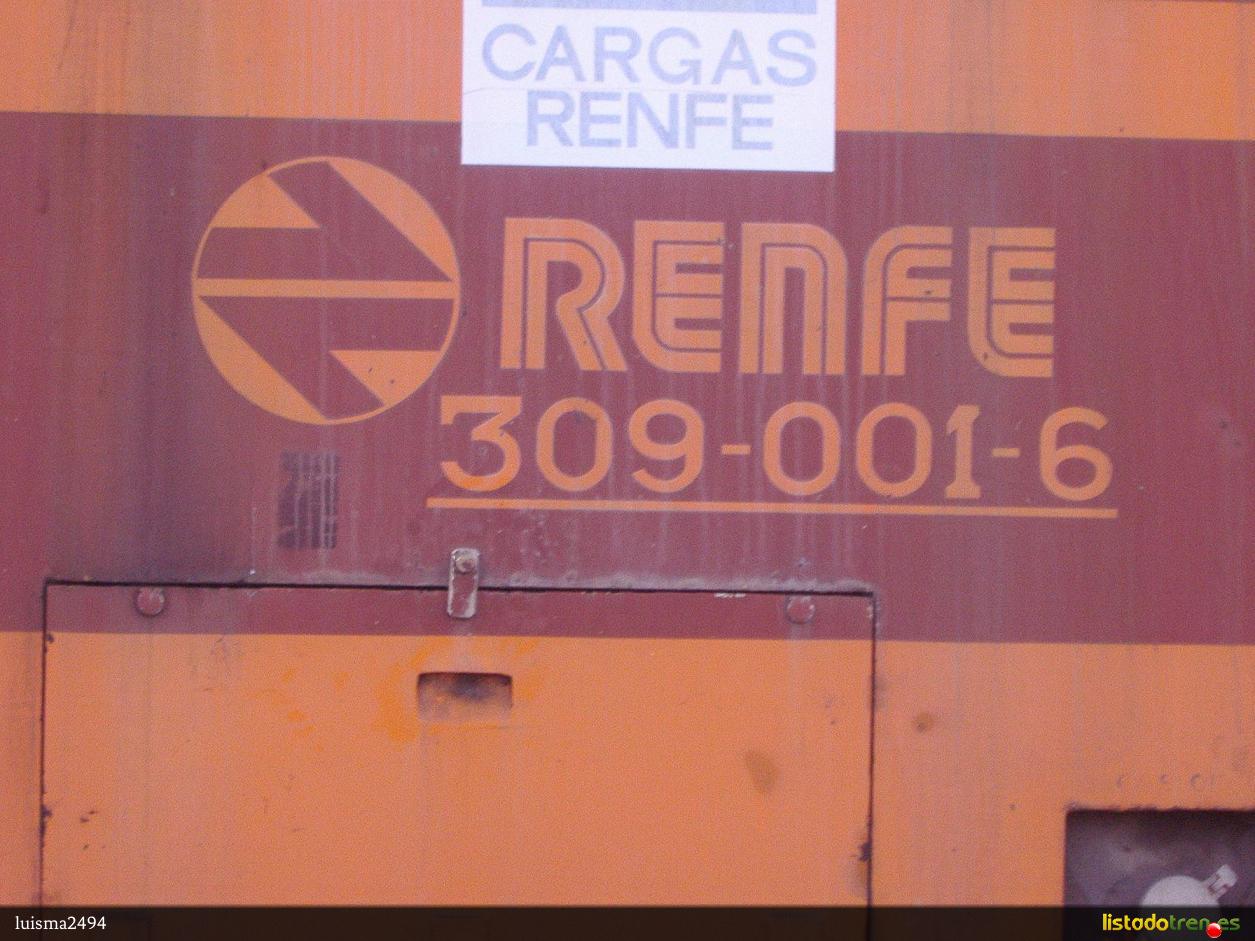 CARGAS
RENFE
RENFE
309-001-6
luisma2494
listadotren.es